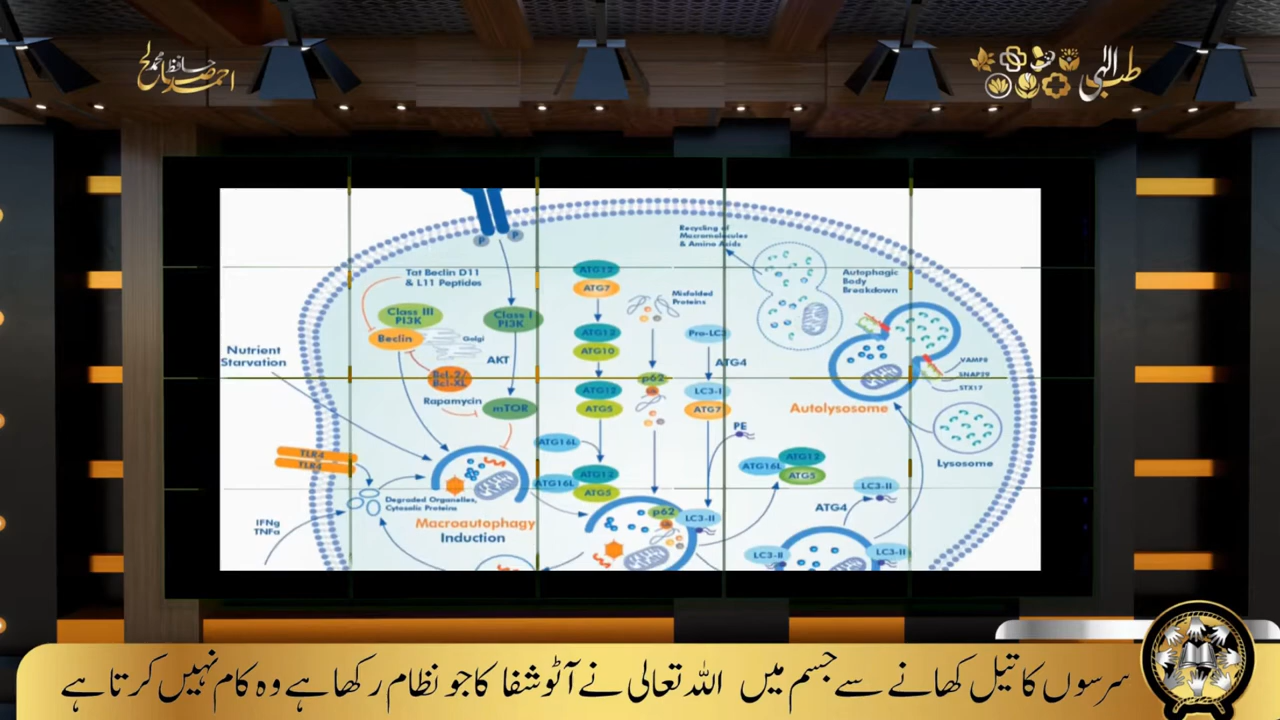 حافظ محمد احمد صالح
طب الٰہی
Recycling of
Macromolecules
& Amino Acids
P
P
Tat Beclin D11
& L11 Peptides
ATG12
ATG7
Misfolded
Proteins
Autophagic
Body
Breakdown
Class III
PI3K
Beclin
Golgi
Class I
PI3K
AKT
ATG12
ATG10
Pro-LC3
ATG4
Nutrient
Starvation
Bcl-2/
Bcl-XL
Rapamycin
mTOR
ATG12
ATG5
p62
LC3-I
ATG7
PE
VAMP8
SNAP29
STX17
Autolysosome
Lysosome
TLR4
TLR4
ATG16L
ATG16L
ATG12
ATG5
ATG16L
ATG12
ATG5
Degraded Organelles,
Cytosolic Proteins
Macroautophagy
Induction
IFNg
TNFa
p62
LC3-II
ATG4
LC3-II
LC3-II
LC3-II
سرسوں کا تیل کھانے سے جسم میں اللہ تعالی نے آٹو شفا کا جو نظام رکھا ہے وہ کام نہیں کرتا ہے